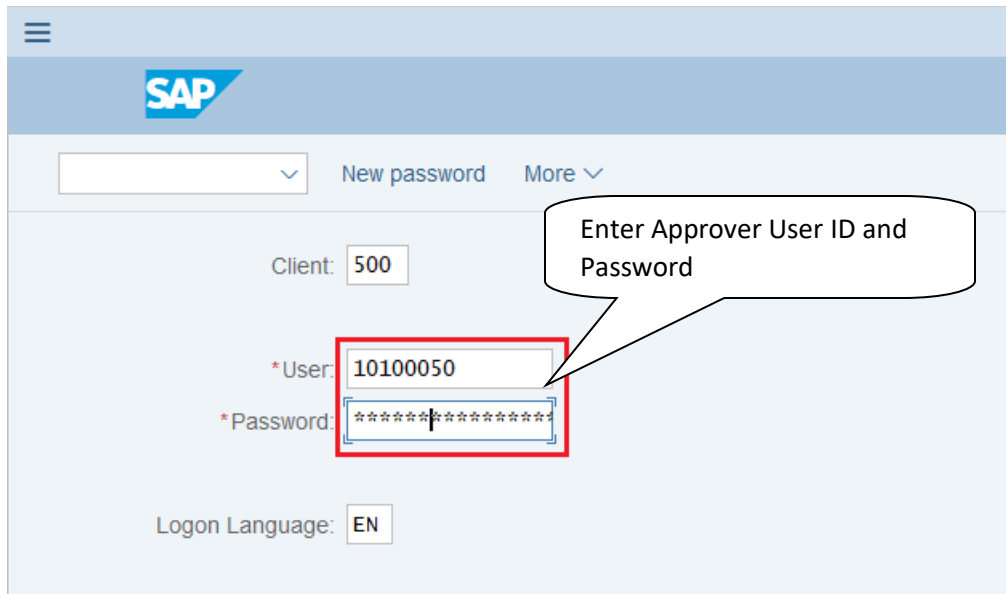 SAP
New password More
Enter Approver User ID and
Password
Client: 500
*User: 10100050
*Password: ******************
Logon Language: EN